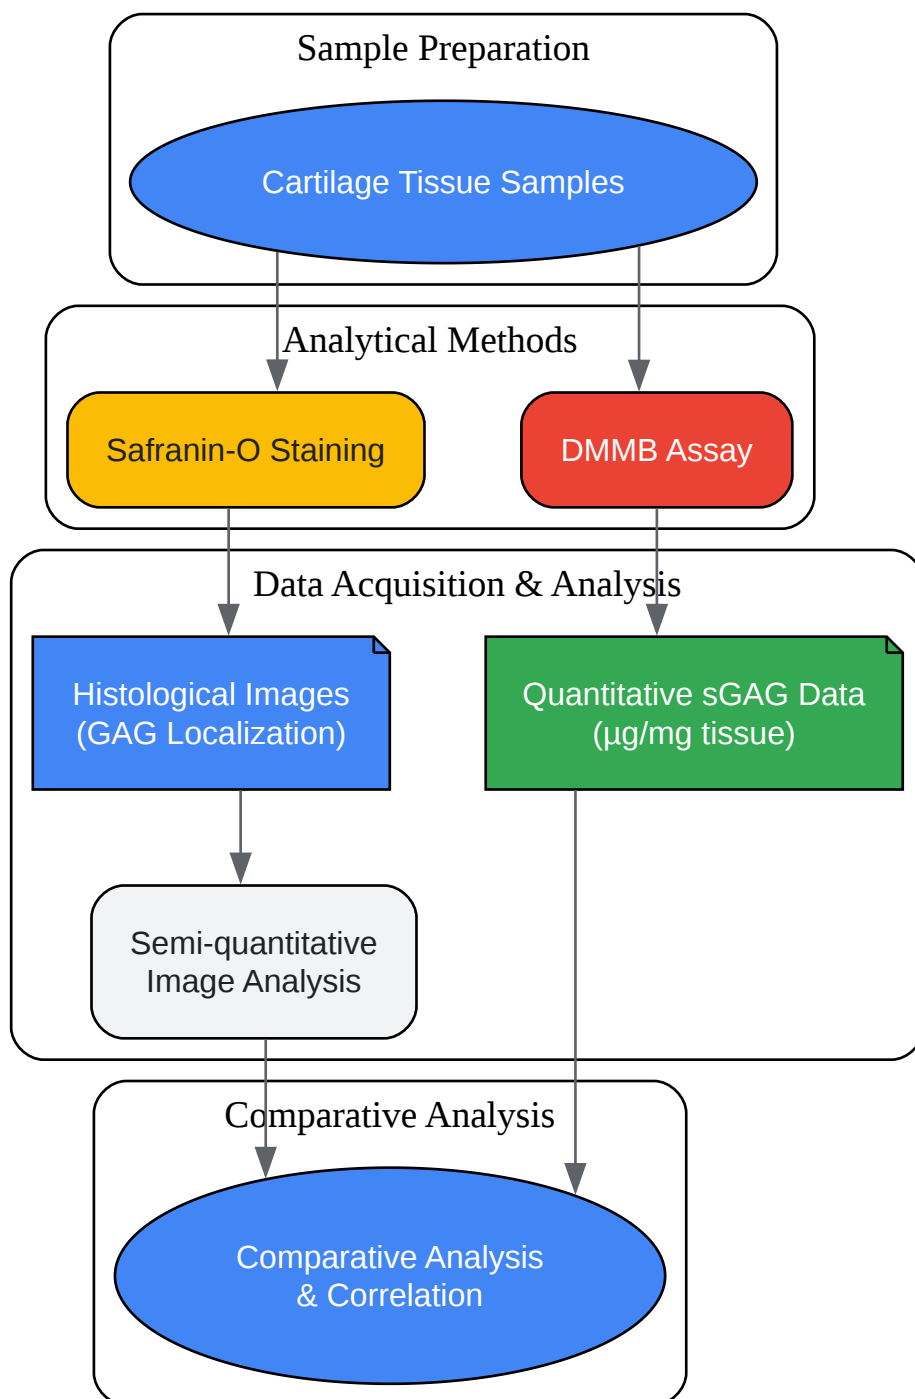 Sample Preparation
Cartilage Tissue Samples
Analytical Methods
Safranin-O Staining
DMMB Assay
Data Acquisition & Analysis
Histological Images
(GAG Localization)
Quantitative sGAG Data
(µg/mg tissue)
Semi-quantitative
Image Analysis
Comparative Analysis
Comparative Analysis
& Correlation